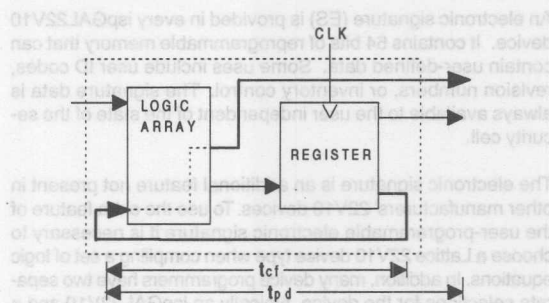 An electronic signature (ES) is provided in every ispGAL22V10
device. It contains 64 bits of reprogrammable memory that can
contain user-defined data. Some uses include user ID codes,
revision numbers, or inventory control. The signature data is
always available to the user independent of the state of the se-
curity cell.
The electronic signature is an additional feature not present in
other manufacturers' 22V10 devices. To use the extra feature of
the user-programmable electronic signature it is necessary to
choose a Lattice 22V10 device type when compiling a set of logic
equations. In addition, many device programmers have two sepa-
CLK
LOGIC
ARRAY
REGISTER
tcf
tpd